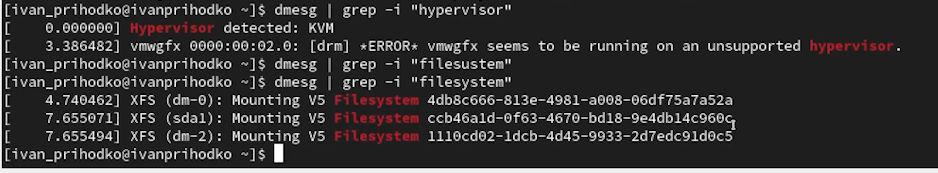 [ivan_prihodko@ivanprihodko ~]$ dmesg | grep -i "hypervisor"
[    0.000000] Hypervisor detected: KVM
[    3.386482] vmwgfx 0000:00:02.0: [drm] *ERROR* vmwgfx seems to be running on an unsupported hypervisor.
[ivan_prihodko@ivanprihodko ~]$ dmesg | grep -i "filesustem"
[ivan_prihodko@ivanprihodko ~]$ dmesg | grep -i "filesystem"
[    4.740462] XFS (dm-0): Mounting V5 Filesystem 4db8c666-813e-4981-a008-06df75a7a52a
[    7.655071] XFS (sda1): Mounting V5 Filesystem ccb46a1d-0f63-4670-bd18-9e4db14c960c
[    7.655494] XFS (dm-2): Mounting V5 Filesystem 1110cd02-1dcb-4d45-9933-2d7edc91d0c5
[ivan_prihodko@ivanprihodko ~]$